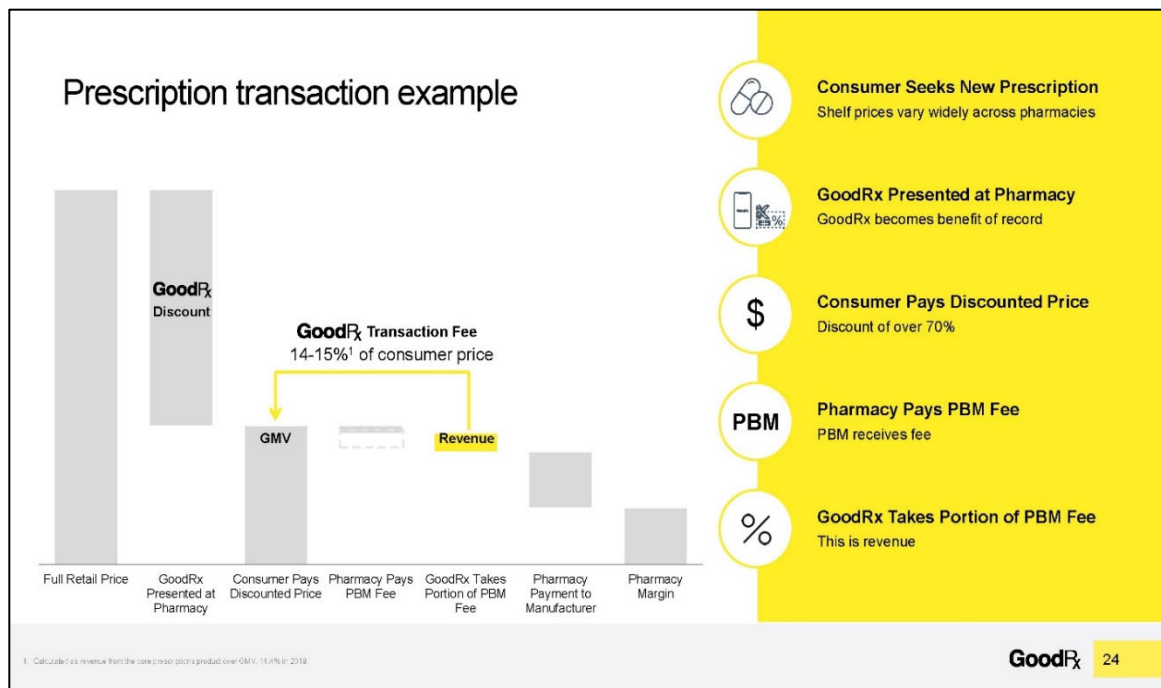 Prescription transaction example
GoodRx
Discount
GoodRx Transaction Fee
14-15%¹ of consumer price
GMV
Revenue
Full Retail Price
GoodRx
Presented at
Pharmacy
Consumer Pays
Discounted Price
Pharmacy Pays
PBM Fee
GoodRx Takes
Portion of PBM
Fee
Pharmacy
Payment to
Manufacturer
Pharmacy
Margin
Consumer Seeks New Prescription
Shelf prices vary widely across pharmacies
%
GoodRx Presented at Pharmacy
GoodRx becomes benefit of record
$
Consumer Pays Discounted Price
Discount of over 70%
PBM
Pharmacy Pays PBM Fee
PBM receives fee
%
GoodRx Takes Portion of PBM Fee
This is revenue
1. Calculated as revenue from the core prescriptions product over GMV, in 2019.
GoodRx
24